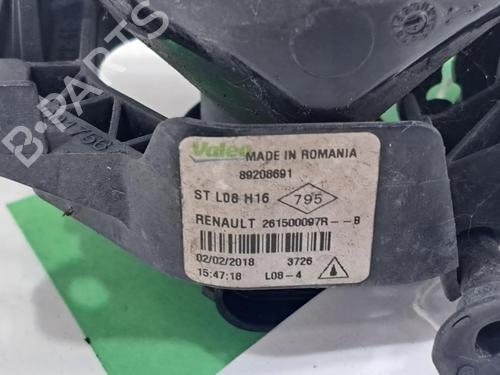 B-PARTS
Valeo MADE IN ROMANIA
89208691
ST L08 H16 795
RENAULT 261500097R--B
02/02/2018 3726
15:47:18 L08-4